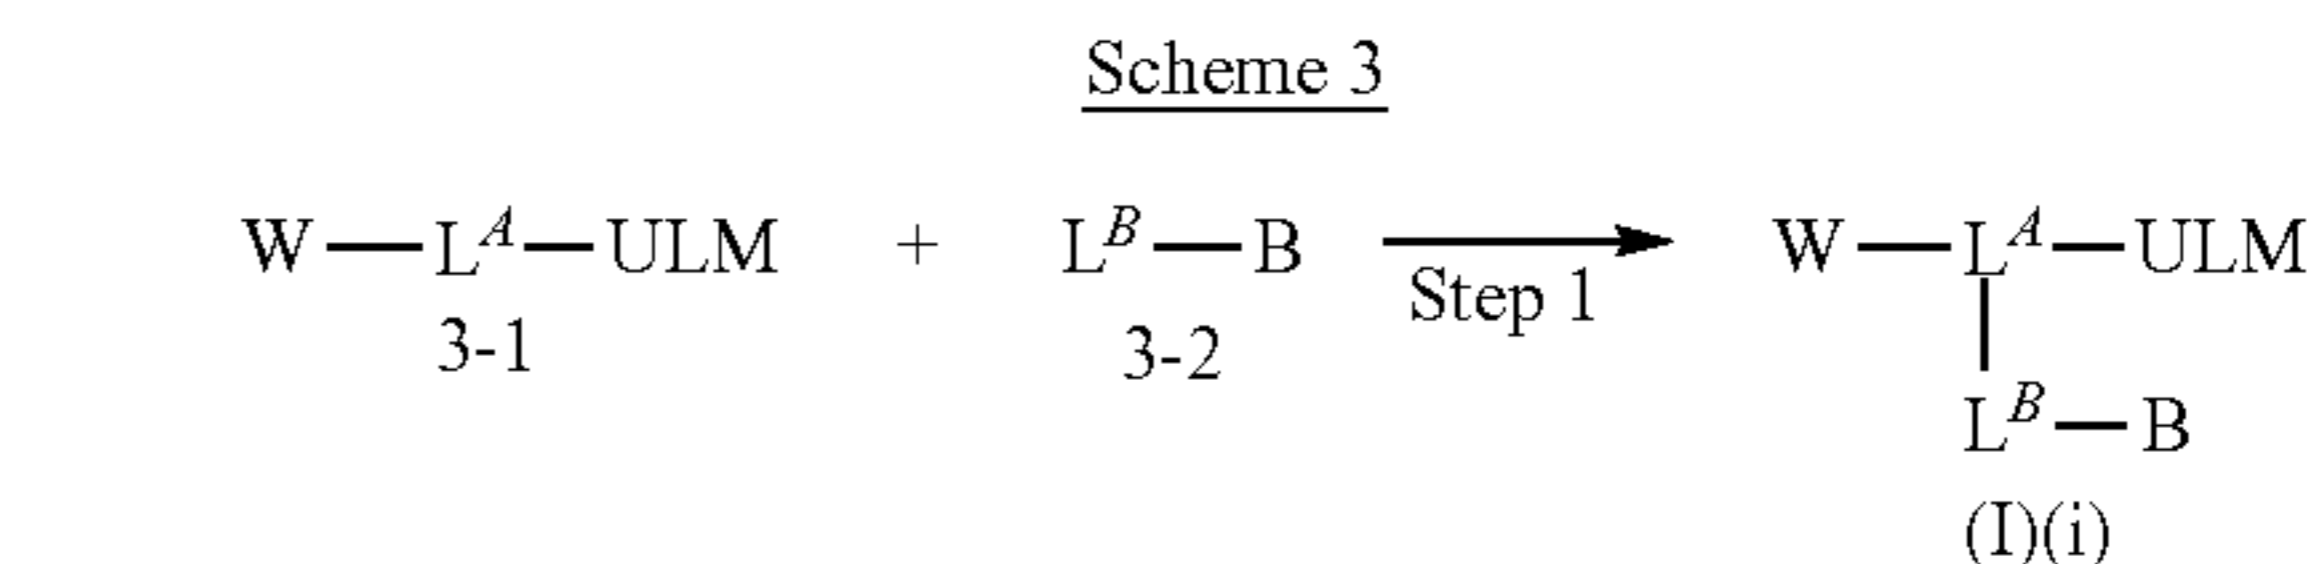 Scheme 3
W—L^A—ULM + L^B—B W—L^A—ULM
Step 1
3-1 3-2
L^B—B
(I)(i)